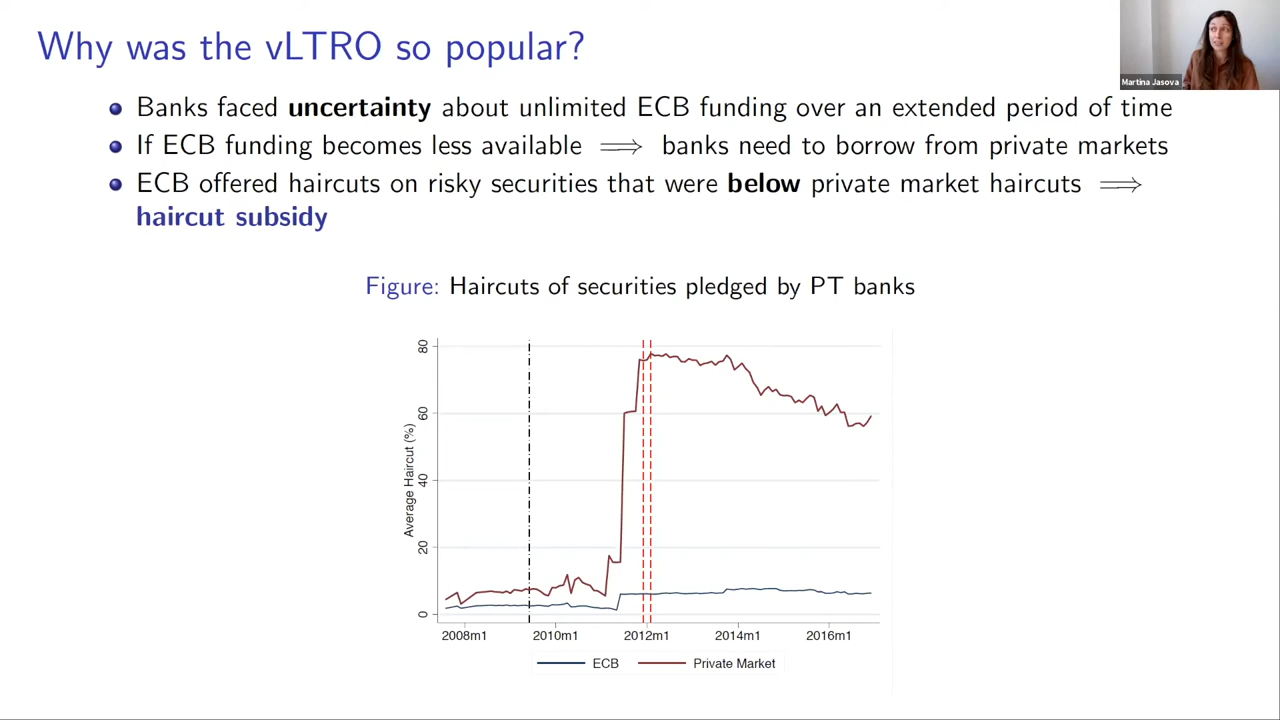 Why was the vLTRO so popular?
Martina Jasova
Banks faced uncertainty about unlimited ECB funding over an extended period of time
If ECB funding becomes less available ⟹ banks need to borrow from private markets
ECB offered haircuts on risky securities that were below private market haircuts ⟹
haircut subsidy
Figure: Haircuts of securities pledged by PT banks
Average Haircut (%)
80
60
40
20
0
2008m1 2010m1 2012m1 2014m1 2016m1
ECB Private Market